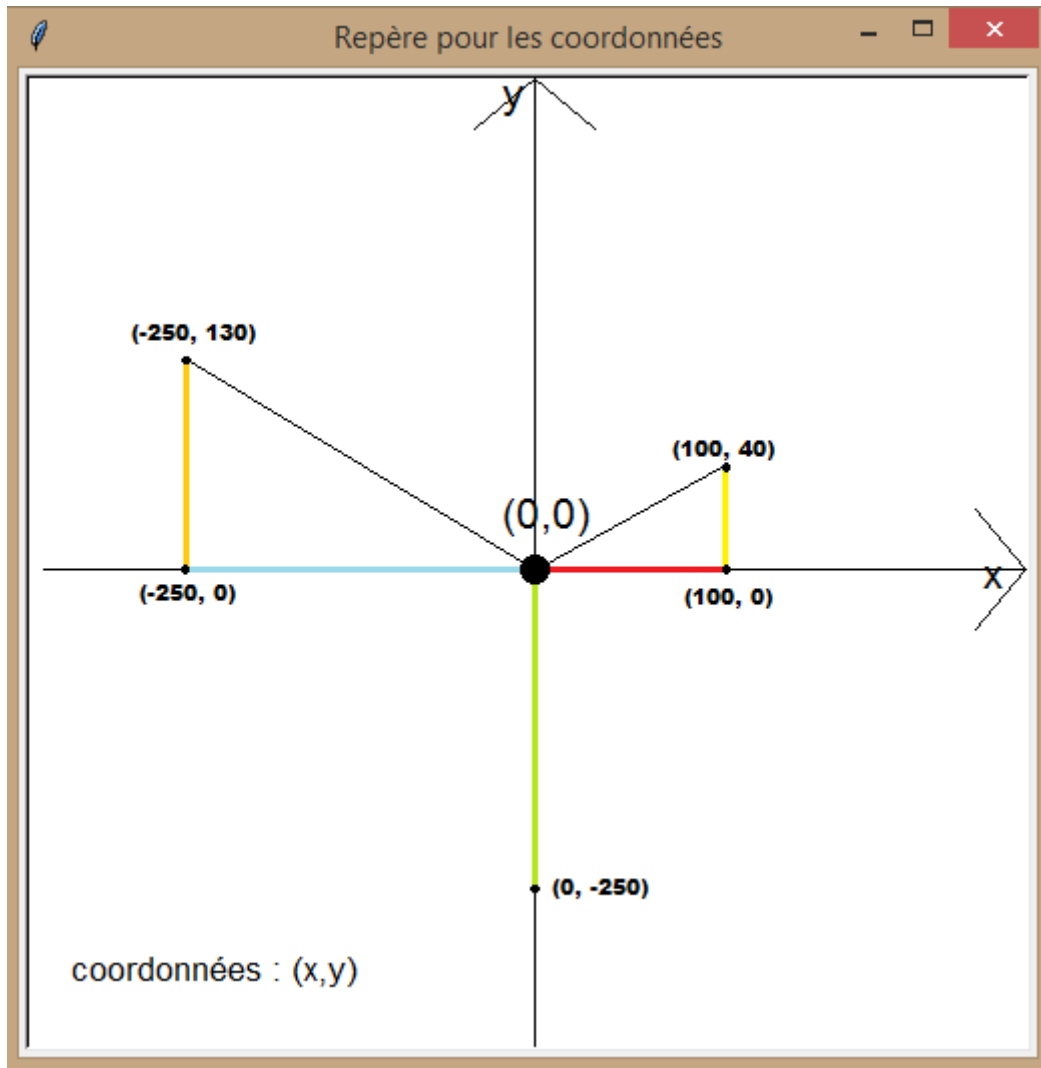 Repère pour les coordonnées
y
(-250, 130)
(100, 40)
(0,0)
x
(-250, 0)
(100, 0)
(0, -250)
coordonnées : (x,y)